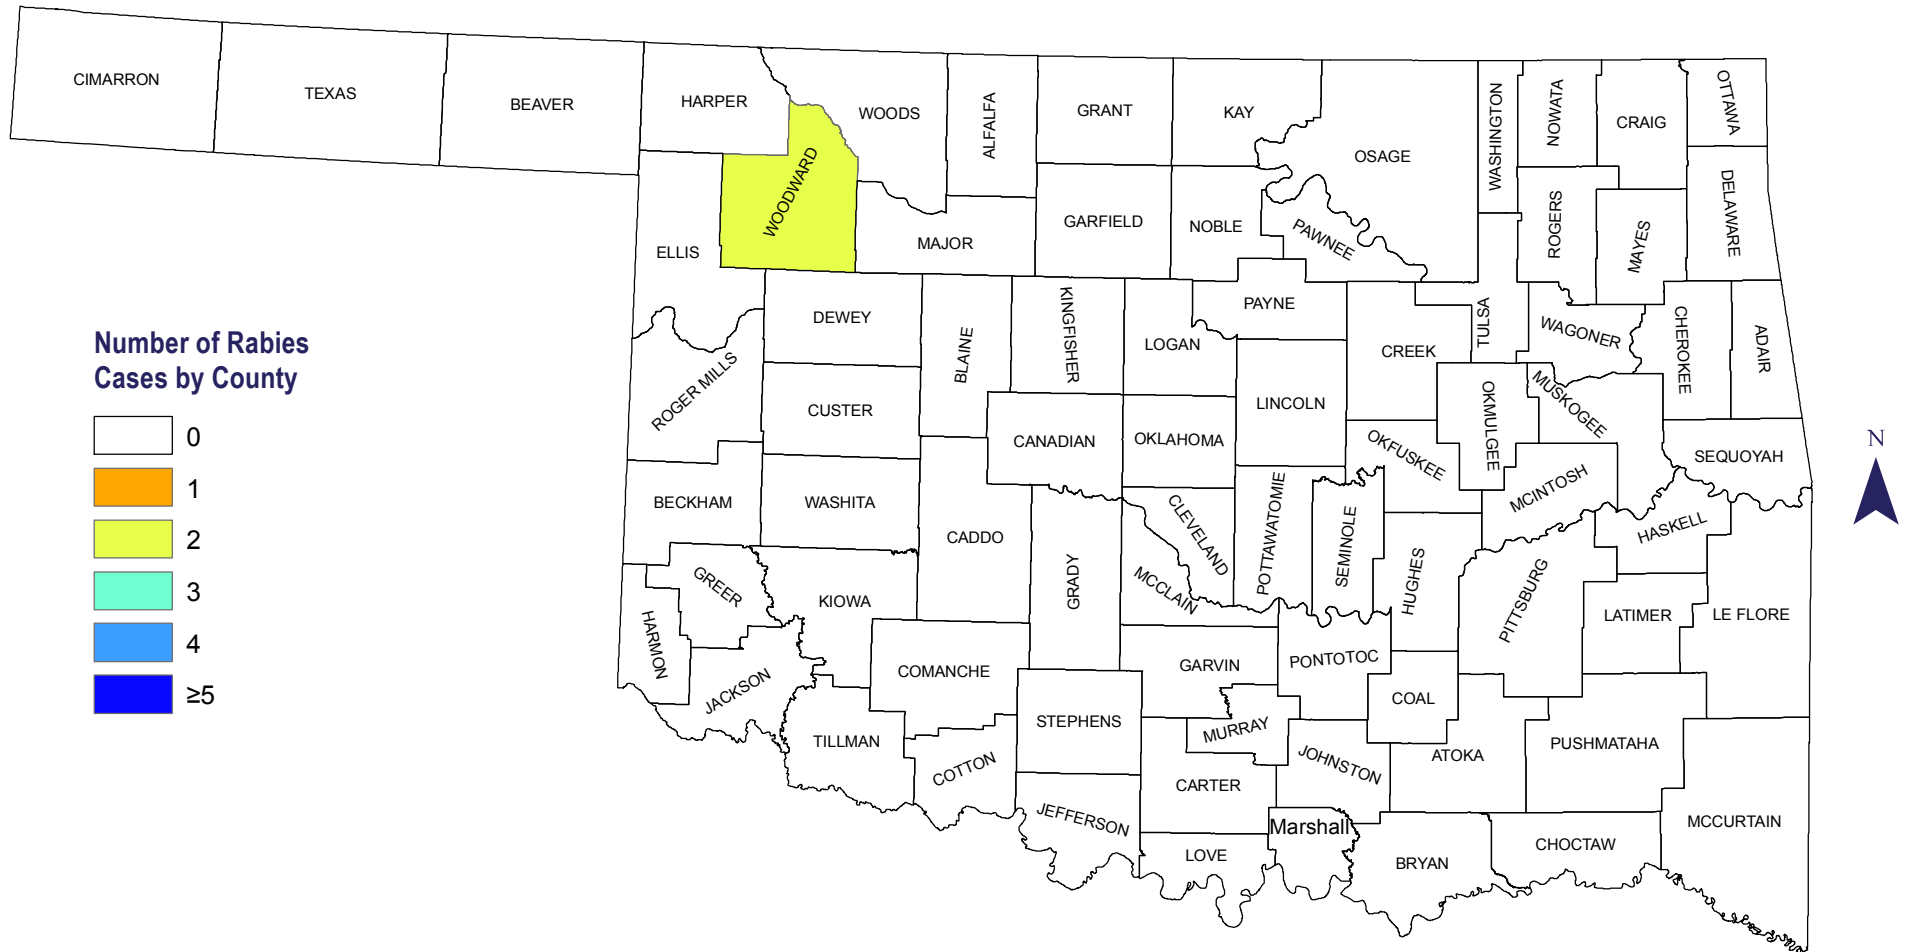 CIMARRON
TEXAS
BEAVER
HARPER
WOODS
ALFALFA
GRANT
KAY
OSAGE
WASHINGTON
NOWATA
CRAIG
OTTAWA
WOODWARD
ELLIS
MAJOR
GARFIELD
NOBLE
PAWNEE
ROGERS
MAYES
DELAWARE
DEWEY
BLAINE
KINGFISHER
LOGAN
PAYNE
CREEK
TULSA
WAGONER
CHEROKEE
ADAIR
Number of Rabies
Cases by County
0
1
2
3
4
≥5
ROGER MILLS
CUSTER
CANADIAN
OKLAHOMA
LINCOLN
OKMULGEE
MUSKOGEE
OKFUSKEE
SEQUOYAH
N
BECKHAM
WASHITA
CADDO
GRADY
CLEVELAND
MCCLAIN
POTTAWATOMIE
SEMINOLE
HUGHES
MCINTOSH
HASKELL
PITTSBURG
LATIMER
LE FLORE
GREER
HARMON
KIOWA
JACKSON
COMANCHE
TILLMAN
COTTON
STEPHENS
JEFFERSON
GARVIN
MURRAY
PONTOTOC
COAL
JOHNSTON
ATOKA
PUSHMATAHA
CARTER
Marshall
LOVE
BRYAN
CHOCTAW
MCCURTAIN